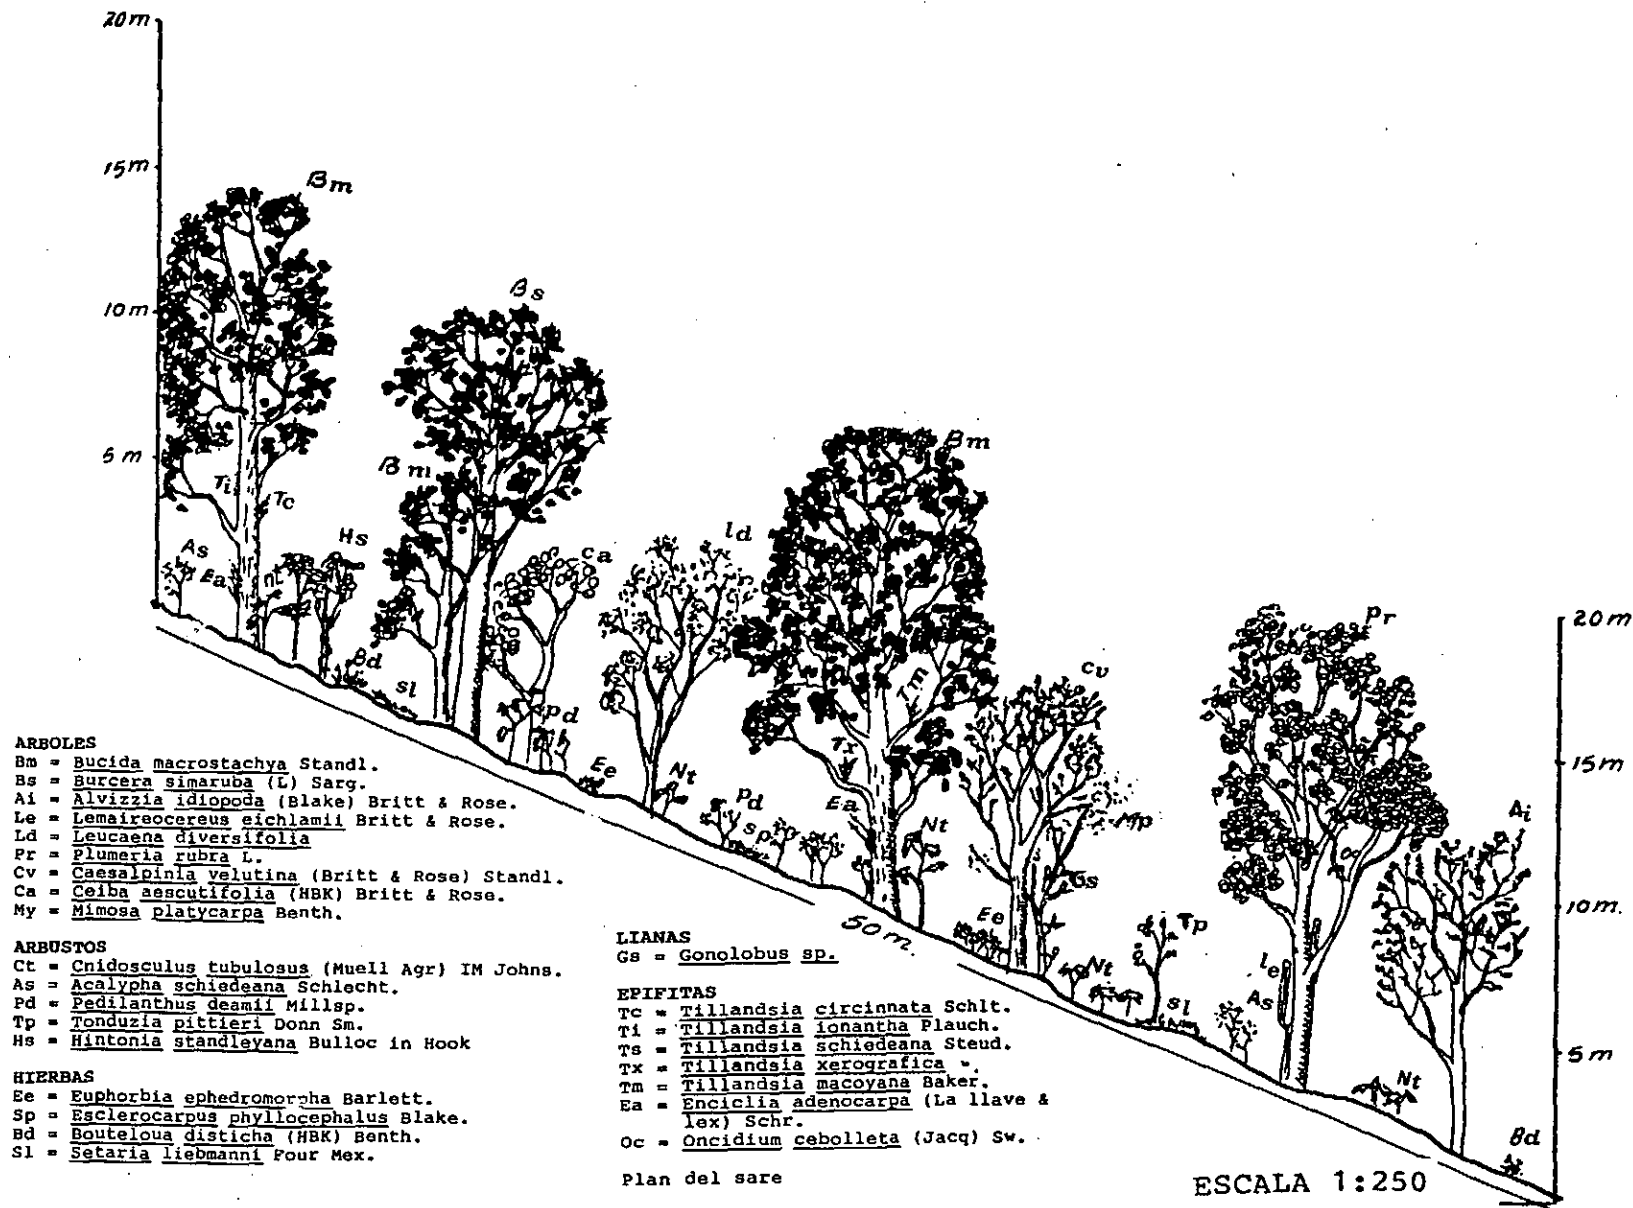 20m
15m
10m
5m
Bm
Bs
Bm
Ti
Tc
As
Ea
nt
Hs
Bd
sl
ca
pd
ld
Ee
Nt
pd
sp
Bm
Tm
Tx
Ea
Nt
cv
Mp
Gs
Ee
50 m.
Nt
Tp
sl
As
le
pr
Oc
Ai
Nt
Bd
20m
15m
10m.
5m
ARBOLES
Bm = Bucida macrostachya Standl.
Bs = Burcera simaruba (L) Sarg.
Ai = Alvizzia idiopoda (Blake) Britt & Rose.
Le = Lemaireocereus eichlamii Britt & Rose.
Ld = Leucaena diversifolia
Pr = Plumeria rubra L.
Cv = Caesalpinia velutina (Britt & Rose) Standl.
Ca = Ceiba aescutifolia (HBK) Britt & Rose.
My = Mimosa platycarpa Benth.
ARBUSTOS
Ct = Cnidosculus tubulosus (Muell Agr) IM Johns.
As = Acalypha schiedeana Schlecht.
Pd = Pedilanthus deamii Millsp.
Tp = Tonduzia pittieri Donn Sm.
Hs = Hintonia standleyana Bulloc in Hook
HIERBAS
Ee = Euphorbia ephedromorpha Barlett.
Sp = Esclerocarpus phyllocephalus Blake.
Bd = Bouteloua disticha (HBK) Benth.
Sl = Setaria liebmanni Four Mex.
LIANAS
Gs = Gonolobus sp.
EPIFITAS
Tc = Tillandsia circinnata Schlt.
Ti = Tillandsia ionantha Plauch.
Ts = Tillandsia schiedeana Steud.
Tx = Tillandsia xerografica ".
Tm = Tillandsia macoyana Baker.
Ea = Enciclia adenocarpa (La llave &
lex) Schr.
Oc = Oncidium cebolleta (Jacq) Sw.
Plan del sare
ESCALA 1:250